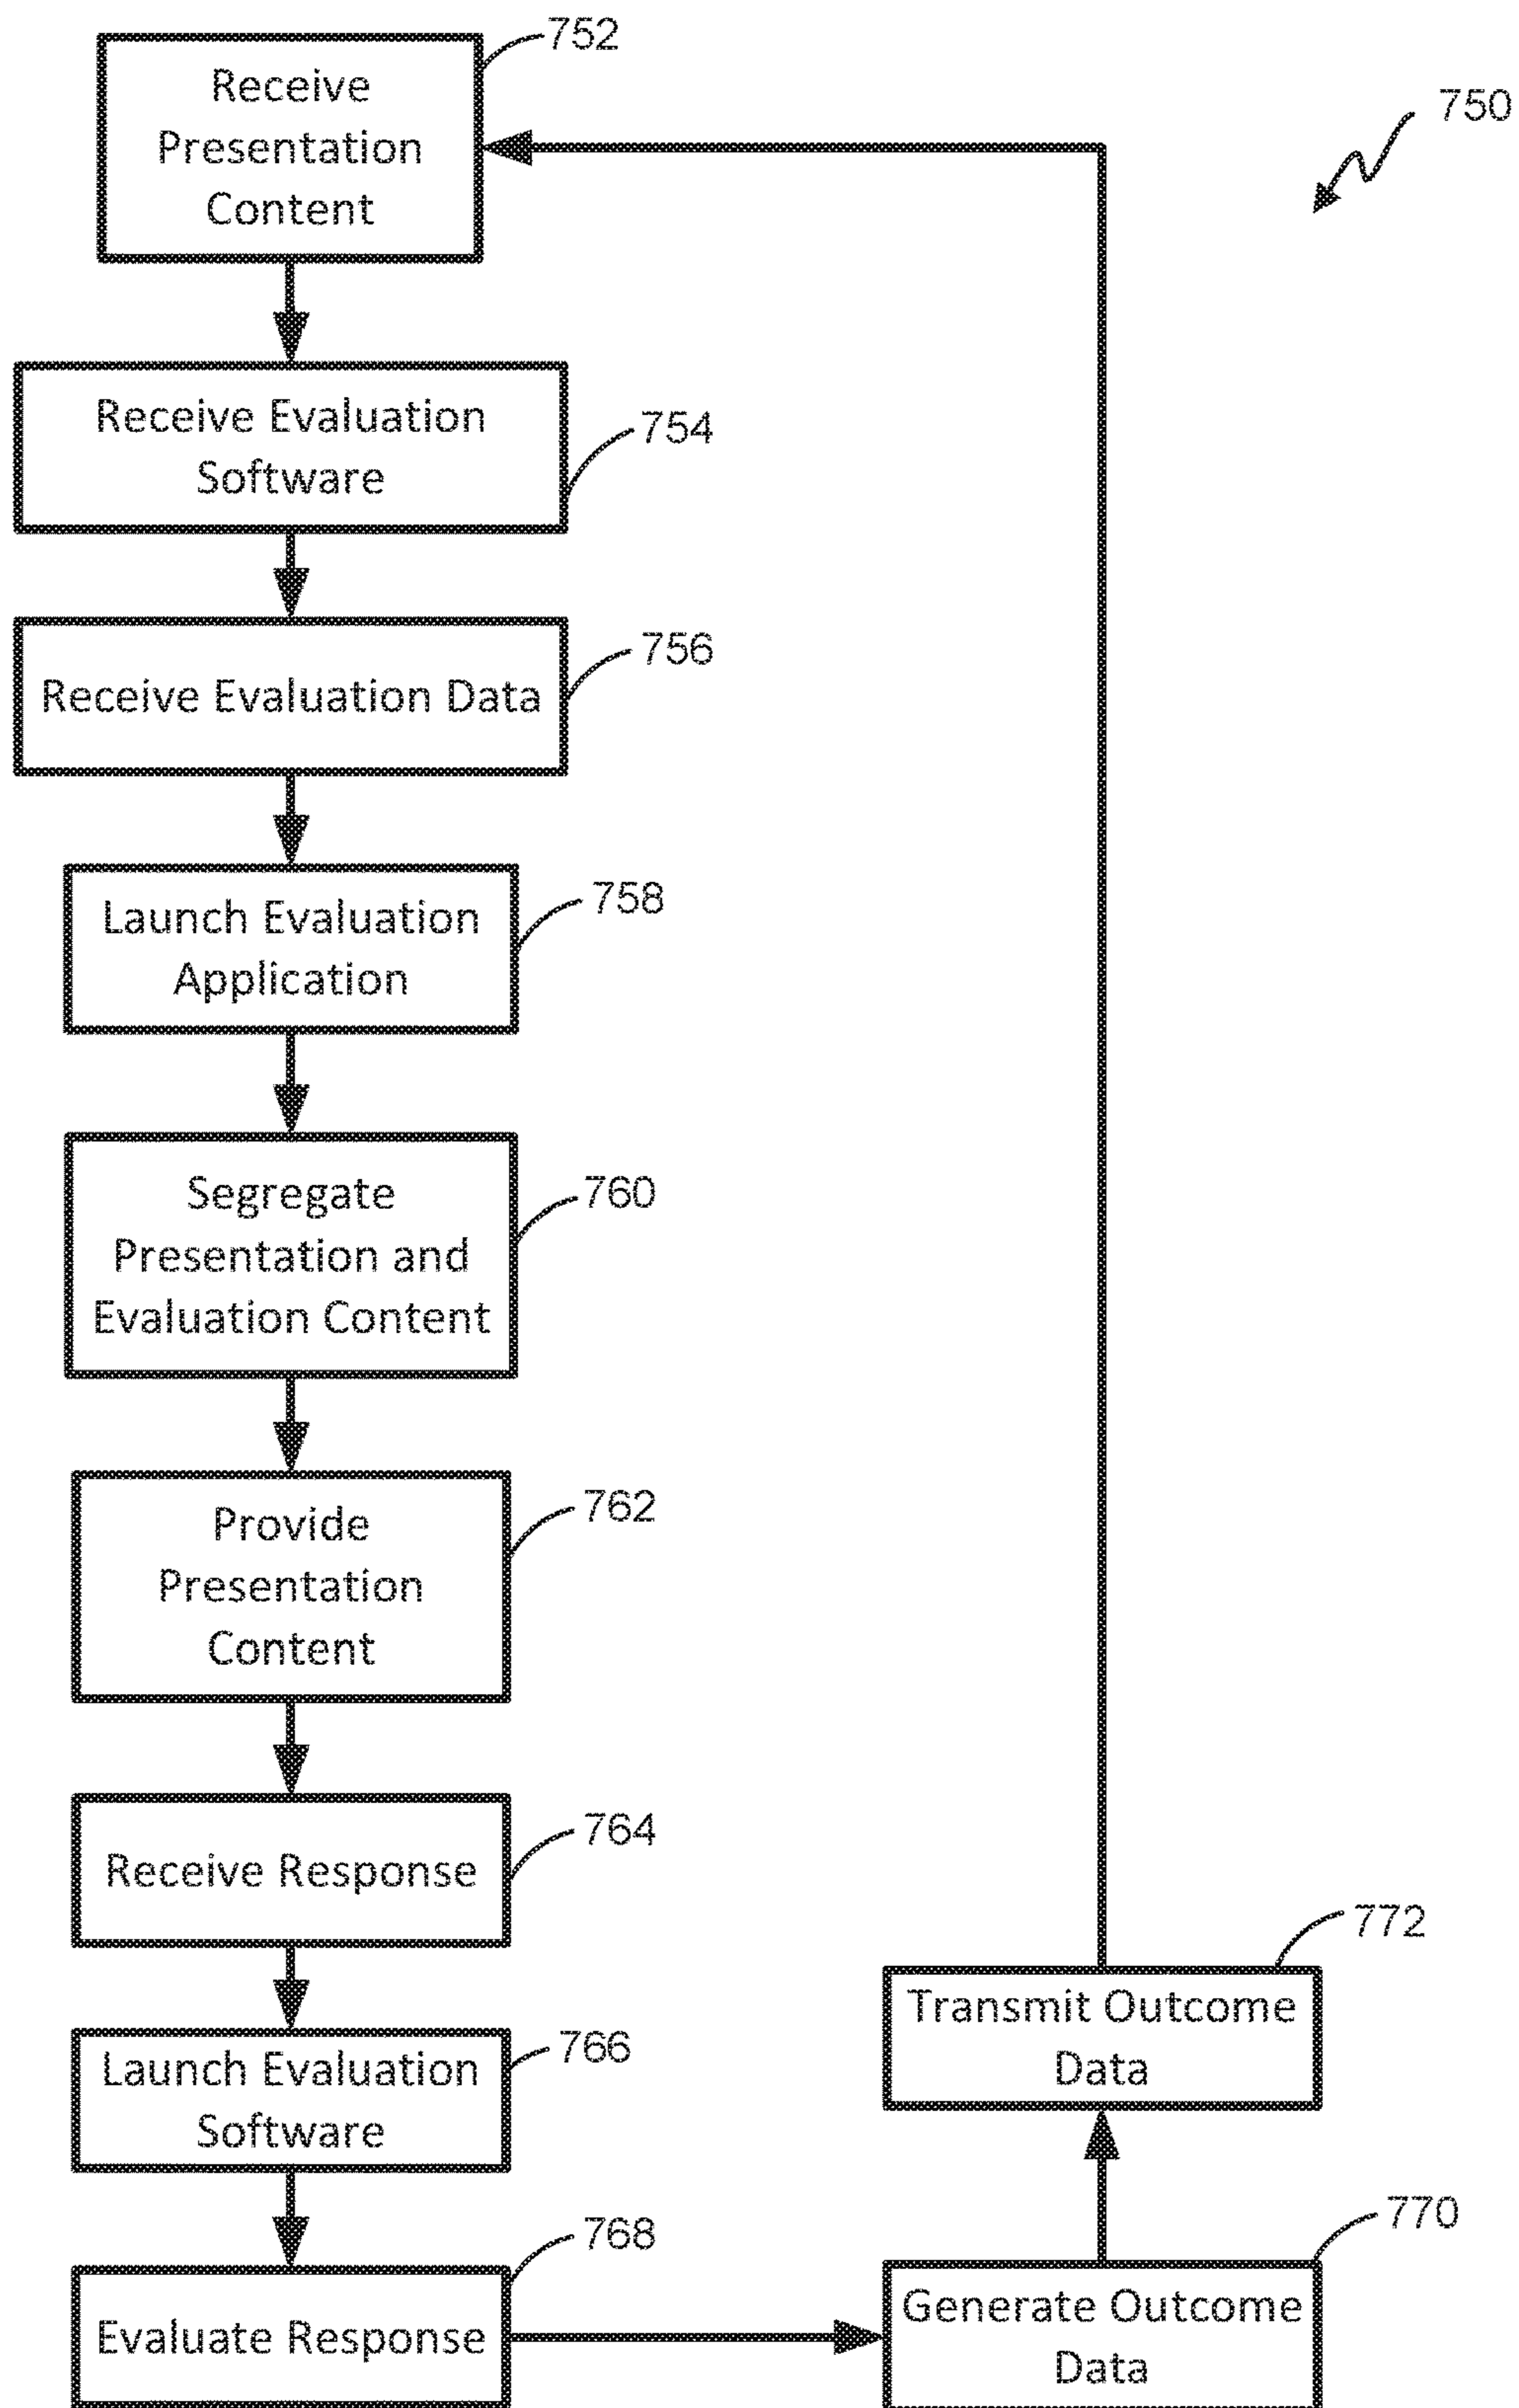 752
Receive
Presentation
Content
750
Receive Evaluation
Software
754
Receive Evaluation Data
756
Launch Evaluation
Application
758
Segregate
Presentation and
Evaluation Content
760
Provide
Presentation
Content
762
Receive Response
764
Launch Evaluation
Software
766
Evaluate Response
768
Generate Outcome
Data
770
Transmit Outcome
Data
772